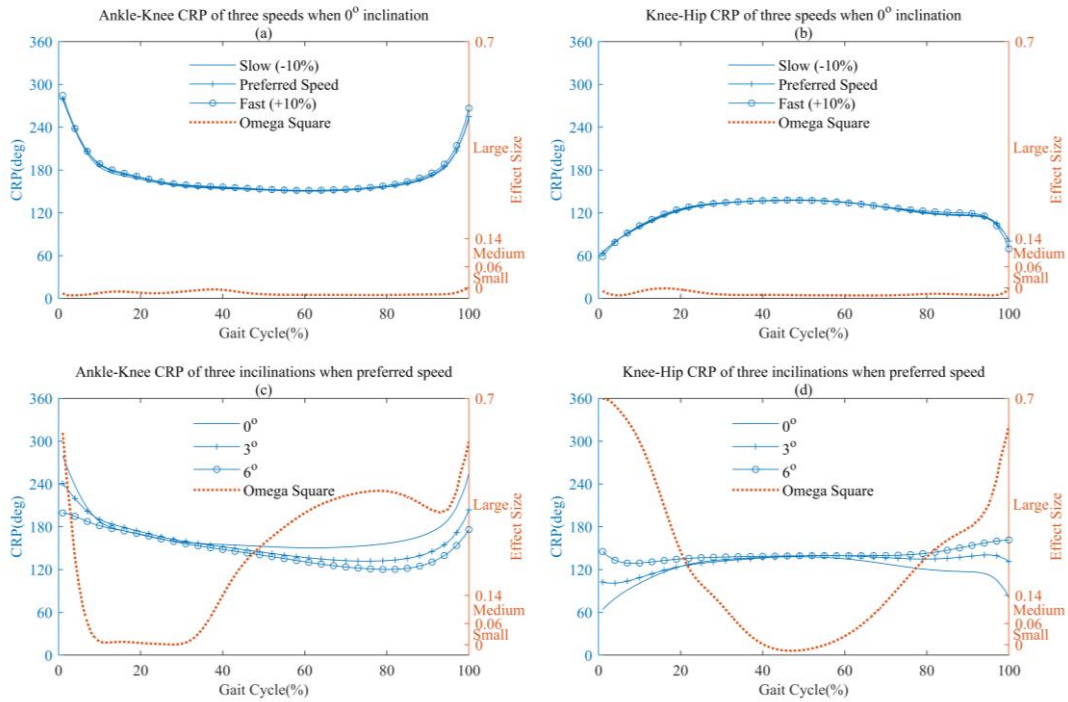 Ankle-Knee CRP of three speeds when 0° inclination
(a)
360
300
240
180
120
60
0
CRP(deg)
Slow (-10%)
Preferred Speed
Fast (+10%)
Omega Square
0.7
Large
0.14
Medium
0.06
Small
0
Effect Size
0
20
40
60
80
100
Gait Cycle(%)
Knee-Hip CRP of three speeds when 0° inclination
(b)
360
300
240
180
120
60
0
CRP(deg)
Slow (-10%)
Preferred Speed
Fast (+10%)
Omega Square
0.7
Large
0.14
Medium
0.06
Small
0
Effect Size
0
20
40
60
80
100
Gait Cycle(%)
Ankle-Knee CRP of three incilinations when preferred speed
(c)
360
300
240
180
120
60
0
CRP(deg)
0°
3°
6°
Omega Square
0.7
Large
0.14
Medium
0.06
Small
0
Effect Size
0
20
40
60
80
100
Gait Cycle(%)
Knee-Hip CRP of three incilinations when preferred speed
(d)
360
300
240
180
120
60
0
CRP(deg)
0°
3°
6°
Omega Square
0.7
Large
0.14
Medium
0.06
Small
0
Effect Size
0
20
40
60
80
100
Gait Cycle(%)